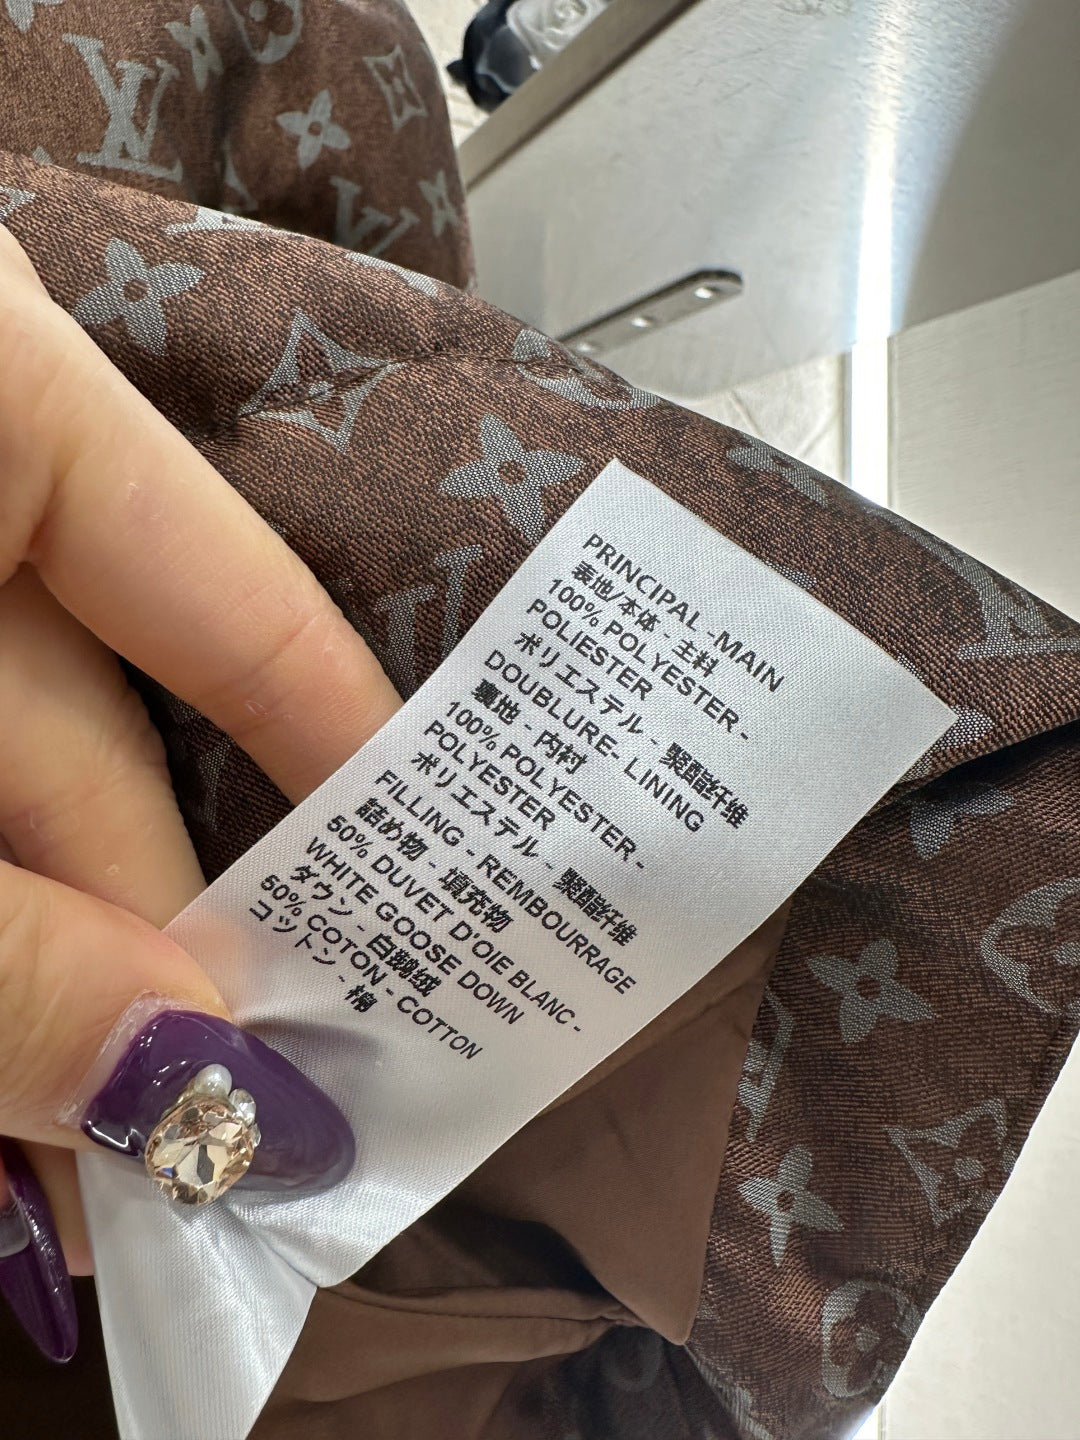 PRINCIPAL -MAIN
表地/本体 - 主料
100% POLYESTER -
POLIESTER
ポリエステル - 聚酯纤维
DOUBLURE- LINING
裏地 - 内衬
100% POLYESTER -
POLYESTER
ポリエステル - 聚酯纤维
FILLING - REMBOURRAGE
詰め物 - 填充物
50% DUVET D'OIE BLANC -
WHITE GOOSE DOWN
ダウン - 白鹅绒
50% COTON - COTTON
コットン - 棉